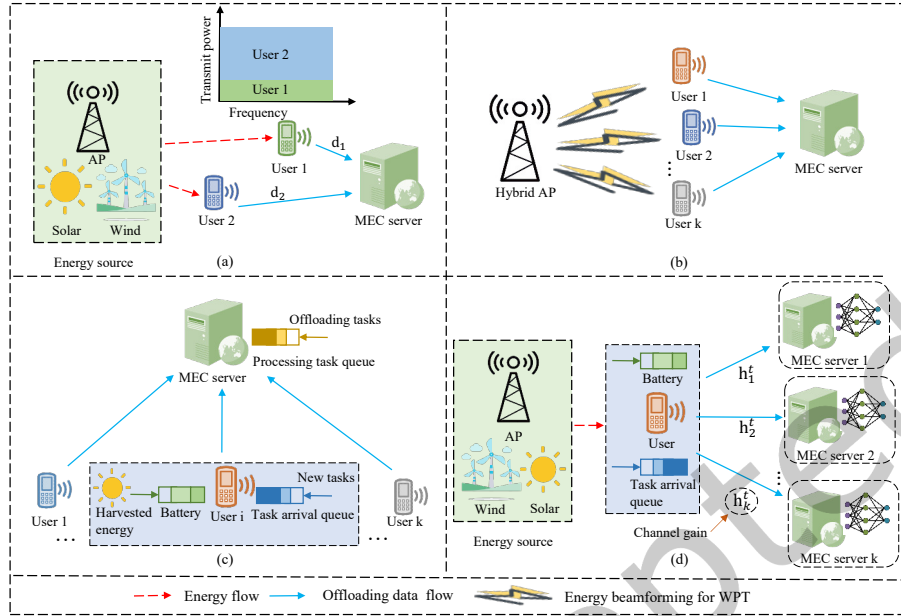 Transmit power
User 2
User 1
Frequency
AP
Solar
Wind
Energy source
User 1
User 2
d₁
d₂
MEC server
(a)
Hybrid AP
User 1
User 2
User k
MEC server
(b)
Offloading tasks
Processing task queue
MEC server
User 1
Harvested
energy
Battery
User i
New tasks
Task arrival queue
User k
...
...
(c)
AP
Wind
Solar
Energy source
Battery
User
Task arrival
queue
h₁ᵗ
h₂ᵗ
hₖᵗ
Channel gain
MEC server 1
MEC server 2
MEC server k
(d)
Energy flow
Offloading data flow
Energy beamforming for WPT